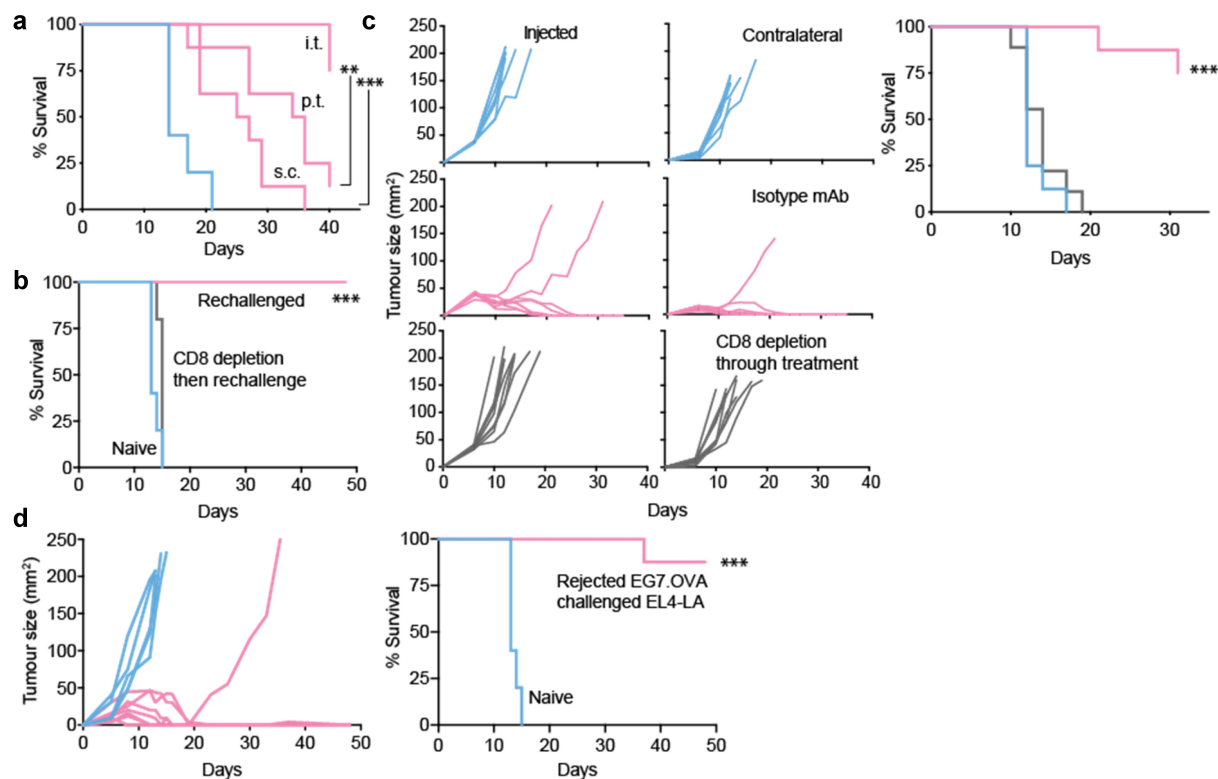 a
% Survival
100
75
50
25
0
0
10
20
30
40
Days
i.t.
p.t.
s.c.
**
***
b
% Survival
100
75
50
25
0
0
10
20
30
40
50
Days
Rechallenged
***
CD8 depletion
then rechallenge
Naive
c
Tumour size (mm²)
250
200
150
100
50
Injected
Contralateral
250
200
150
100
50
0
Isotype mAb
250
200
150
100
50
0
0
10
20
30
40
Days
CD8 depletion
through treatment
0
10
20
30
40
Days
% Survival
100
75
50
25
0
0
10
20
30
Days
***
d
Tumour size (mm²)
250
200
150
100
50
0
0
10
20
30
40
50
Days
% Survival
100
75
50
25
0
0
10
20
30
40
50
Days
***
Rejected EG7.OVA
challenged EL4-LA
Naive